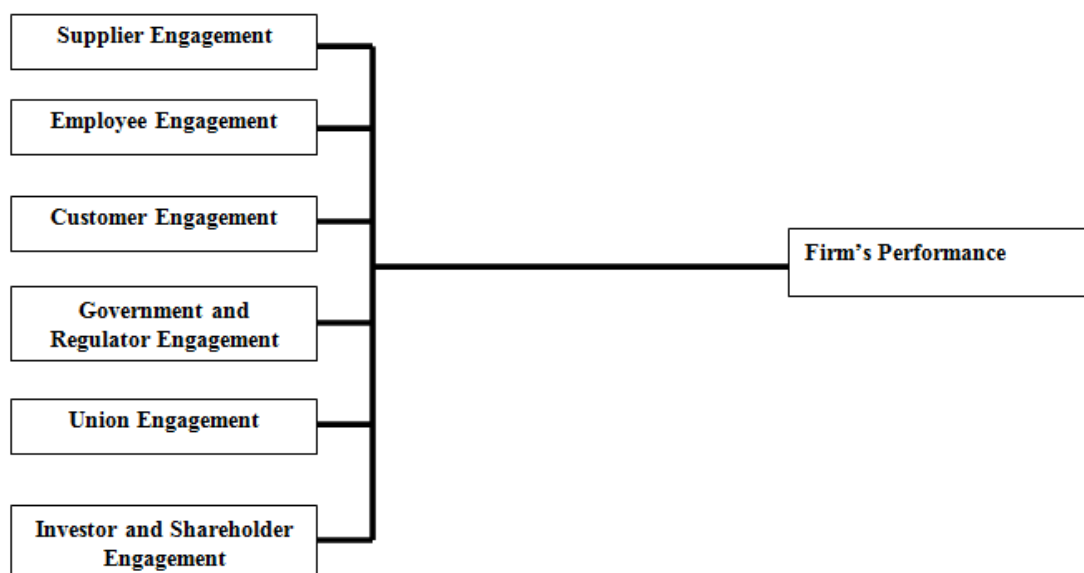 Supplier Engagement
Employee Engagement
Customer Engagement
Government and
Regulator Engagement
Union Engagement
Investor and Shareholder
Engagement
Firm’s Performance